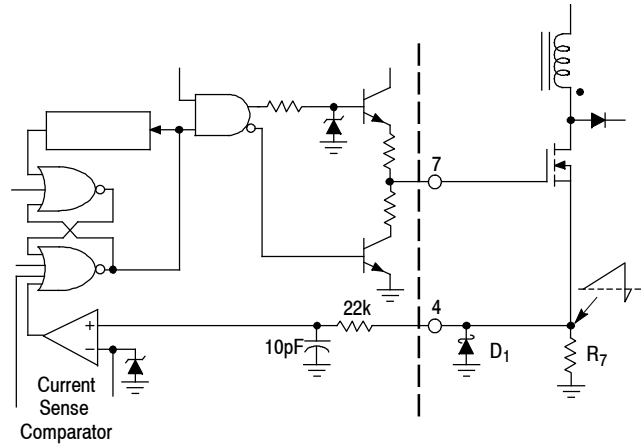 7
22k
4
+
−
10pF
D1
R7
Current
Sense
Comparator